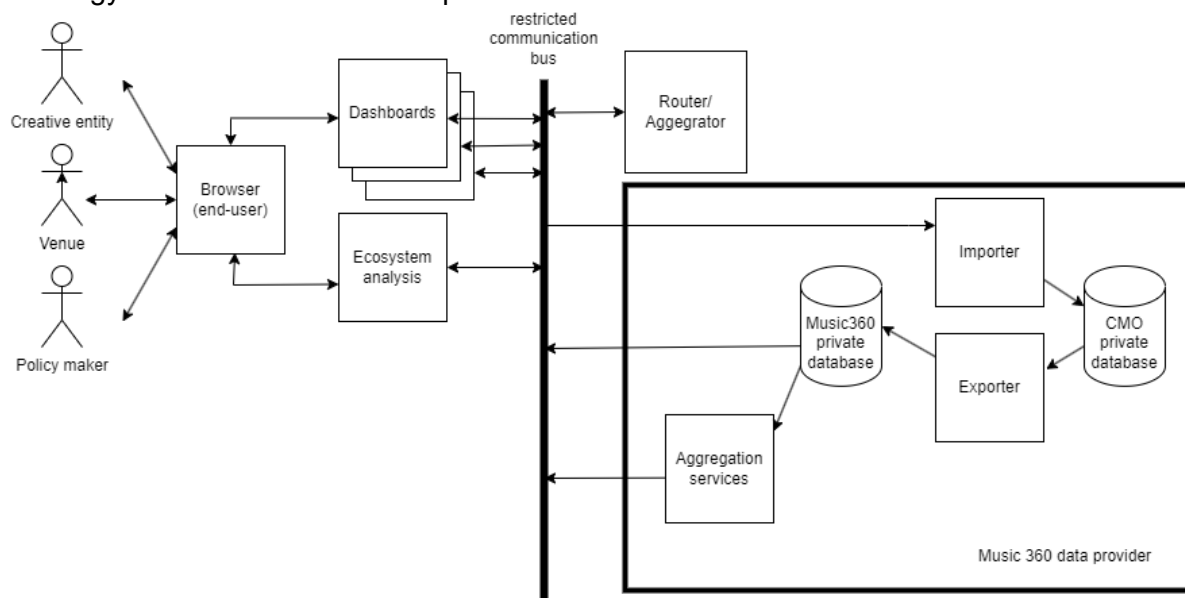 restricted
communication
bus
Creative entity
Venue
Policy maker
Browser
(end-user)
Dashboards
Ecosystem
analysis
Router/
Aggegrator
Importer
Music360
private
database
CMO
private
database
Exporter
Aggregation
services
Music 360 data provider